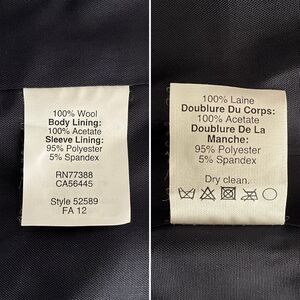 100% Wool
Body Lining:
100% Acetate
Sleeve Lining:
95% Polyester
5% Spandex
RN77388
CA56445
Style 52589
FA 12
100% Laine
Doublure Du Corps:
100% Acetate
Doublure De La
Manche:
95% Polyester
5% Spandex
Dry clean.